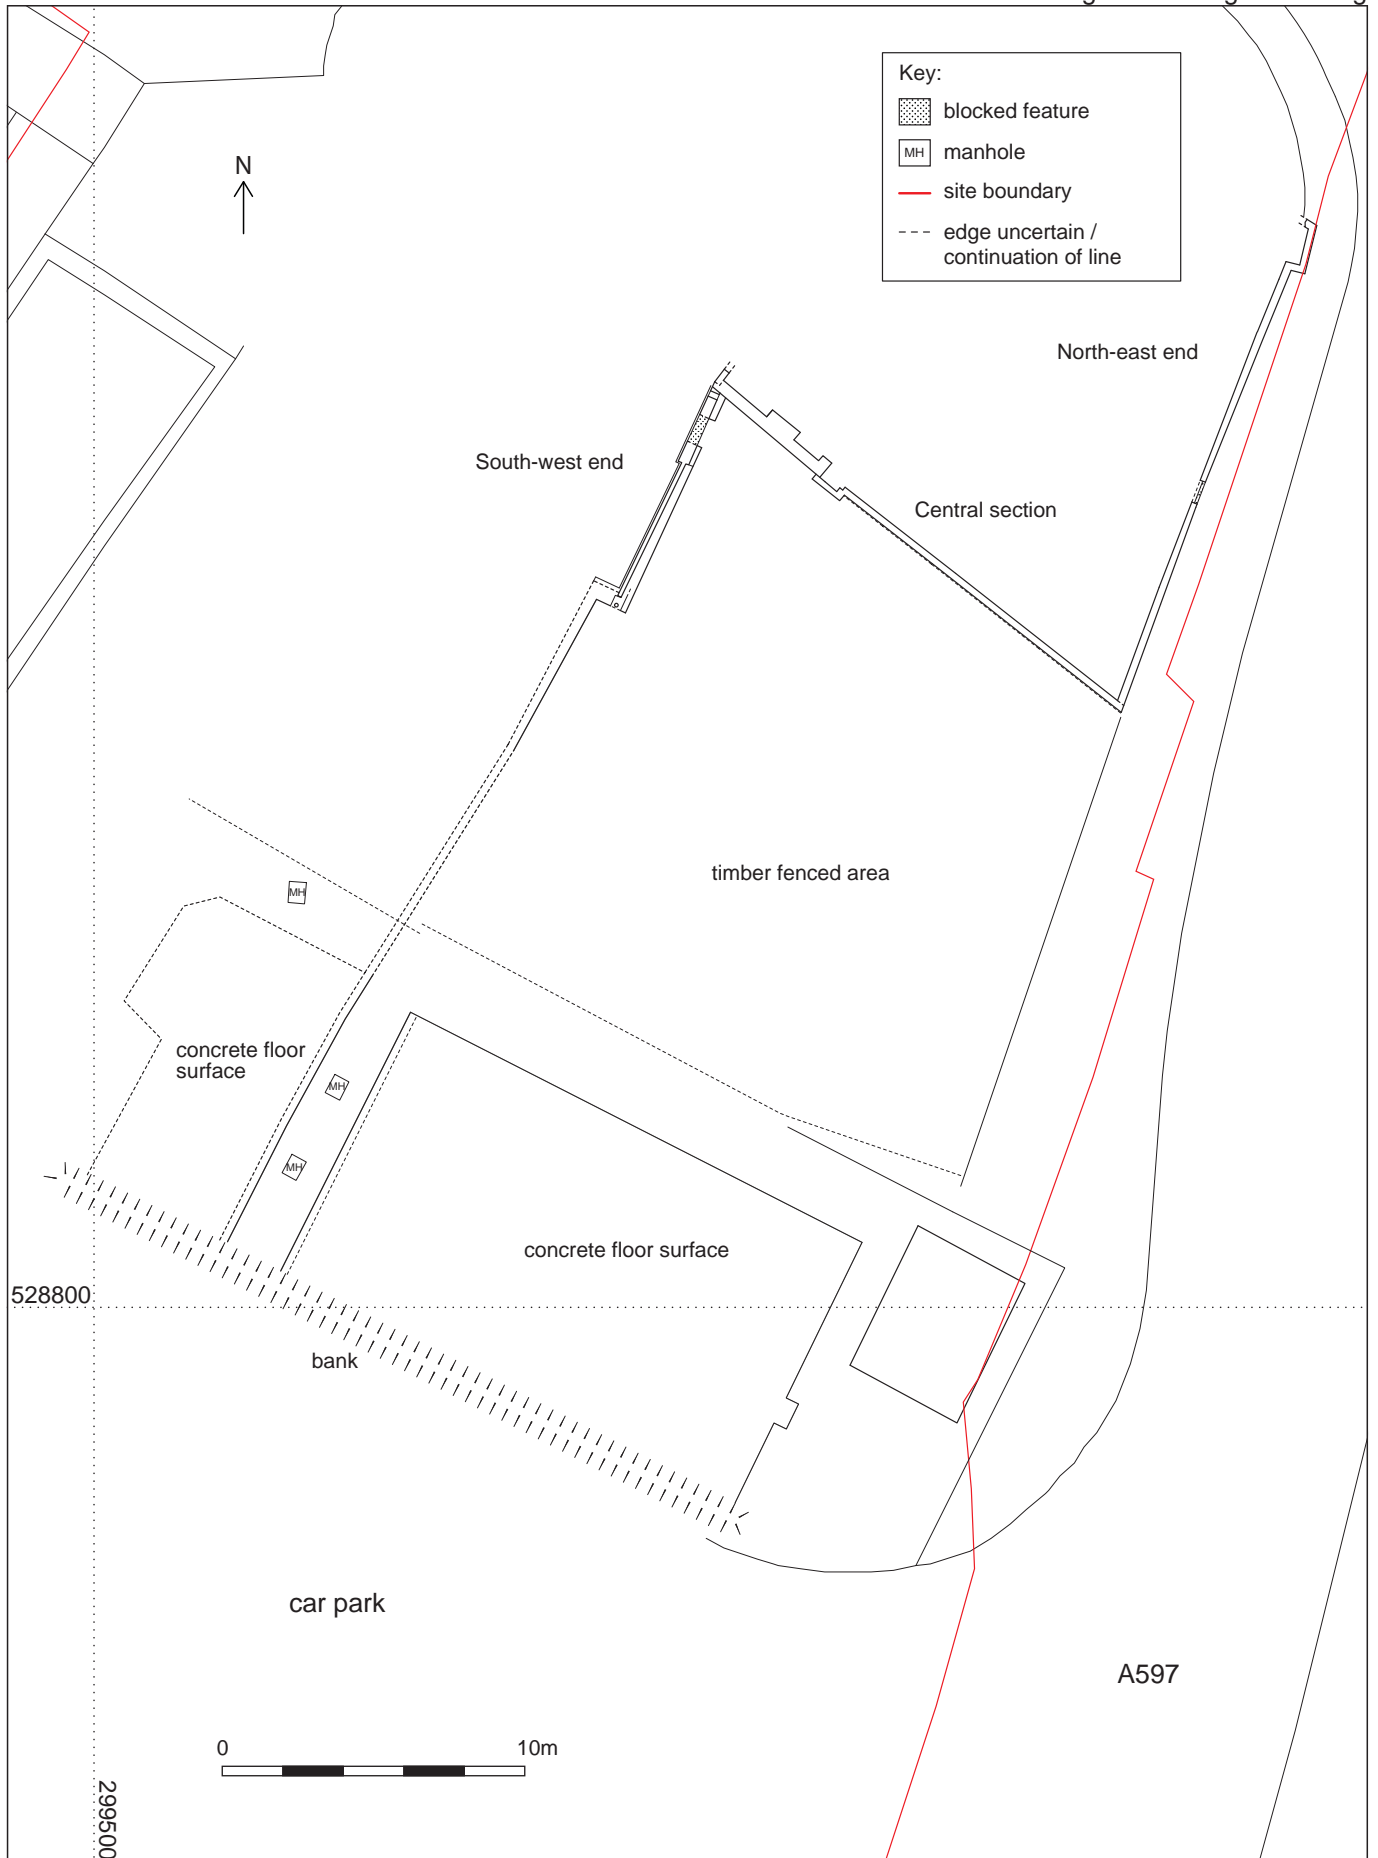 Key:
blocked feature
MH manhole
site boundary
edge uncertain /
continuation of line
N
North-east end
South-west end
Central section
timber fenced area
MH
concrete floor
surface
MH
MH
concrete floor surface
528800
bank
car park
A597
0 10m
299500